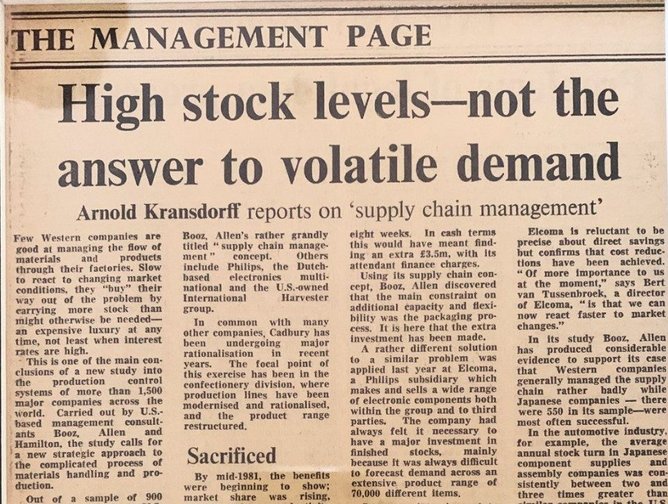 THE MANAGEMENT PAGE
High stock levels—not the
answer to volatile demand
Arnold Kransdorff reports on ‘supply chain management’
Few Western companies are
good at managing the flow of
materials and products
through their factories. Slow
to react to changing market
conditions, they “buy” their
way out of the problem by
carrying more stock than
might otherwise be needed—
an expensive luxury at any
time, not least when interest
rates are high.
This is one of the main con-
clusions of a new study into
the production control
systems of more than 1,500
major companies across the
world. Carried out by U.S.-
based management consult-
ants Booz, Allen and
Hamilton, the study calls for
a new strategic approach to
the complicated process of
materials handling and pro-
duction.
Out of a sample of 900
Booz, Allen's rather grandly
titled “supply chain manage-
ment” concept. Others
include Philips, the Dutch-
based electronics multi-
national and the U.S.-owned
International Harvester
group.
In common with many
other companies, Cadbury has
been undergoing major
rationalisation in recent
years. The focal point of
this exercise has been in the
confectionery division, where
production lines have been
modernised and rationalised,
and the product range
restructured.
Sacrificed
By mid-1981, the benefits
were beginning to show;
market share was rising,
eight weeks. In cash terms
this would have meant find-
ing an extra £3.5m, with its
attendant finance charges.
Using its supply chain con-
cept, Booz, Allen discovered
that the main constraint on
additional capacity and flexi-
bility was the packaging pro-
cess. It is here that the extra
investment has been made.
A rather different solution
to a similar problem was
applied last year at Elcoma,
a Philips subsidiary which
makes and sells a wide range
of electronic components both
within the group and to third
parties. The company had
always felt it necessary to
have a major investment in
finished stocks, mainly
because it was always difficult
to forecast demand across an
extensive product range of
70,000 different items.
Elcoma is reluctant to be
precise about direct savings
but confirms that cost reduc-
tions have been achieved.
“Of more importance to us
at the moment,” says Bert
van Tussenbroek, a director
of Elcoma, “is that we can
now react faster to market
changes.”
In its study Booz, Allen
has produced considerable
evidence to support its case
that Western companies
generally manage the supply
chain rather badly while
Japanese companies — there
were 550 in its sample—were
most often successful.
In the automotive industry,
for example, the average
annual stock turn in Japanese
component supplies and
assembly companies was con-
sistently between two and
three times greater than